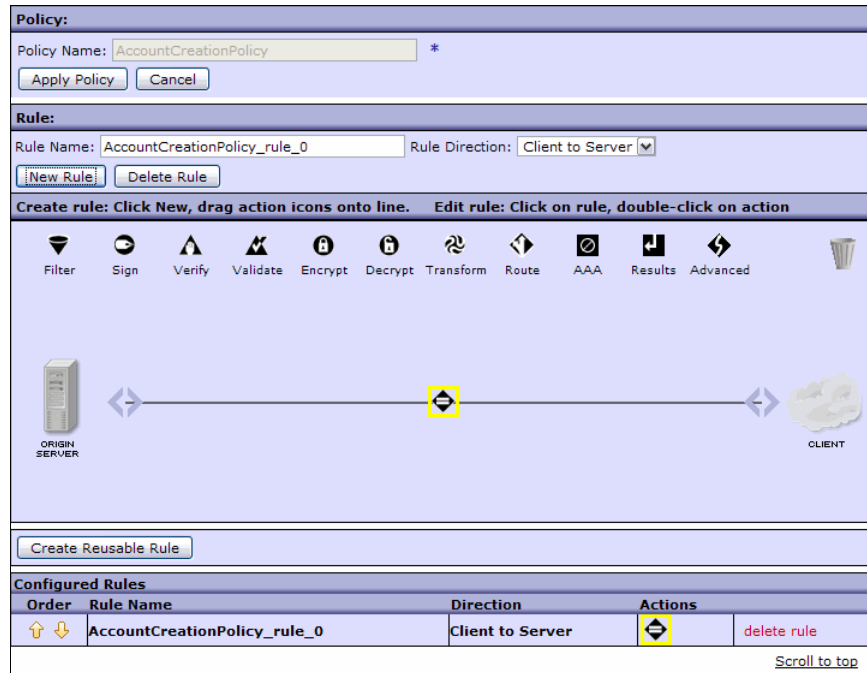 Policy:
Policy Name: AccountCreationPolicy *
Apply Policy Cancel
Rule:
Rule Name: AccountCreationPolicy_rule_0 Rule Direction: Client to Server
New Rule Delete Rule
Create rule: Click New, drag action icons onto line. Edit rule: Click on rule, double-click on action
Filter Sign Verify Validate Encrypt Decrypt Transform Route AAA Results Advanced
ORIGIN
SERVER
CLIENT
Create Reusable Rule
Configured Rules
Order Rule Name Direction Actions
AccountCreationPolicy_rule_0 Client to Server delete rule
Scroll to top